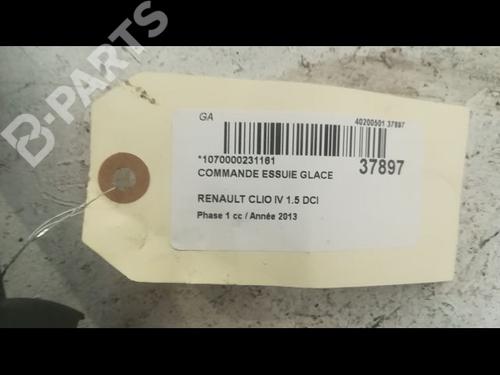 B-PARTS
GA
40200501 37897
*1070000231161
COMMANDE ESSUIE GLACE
37897
RENAULT CLIO IV 1.5 DCI
Phase 1 cc / Année 2013